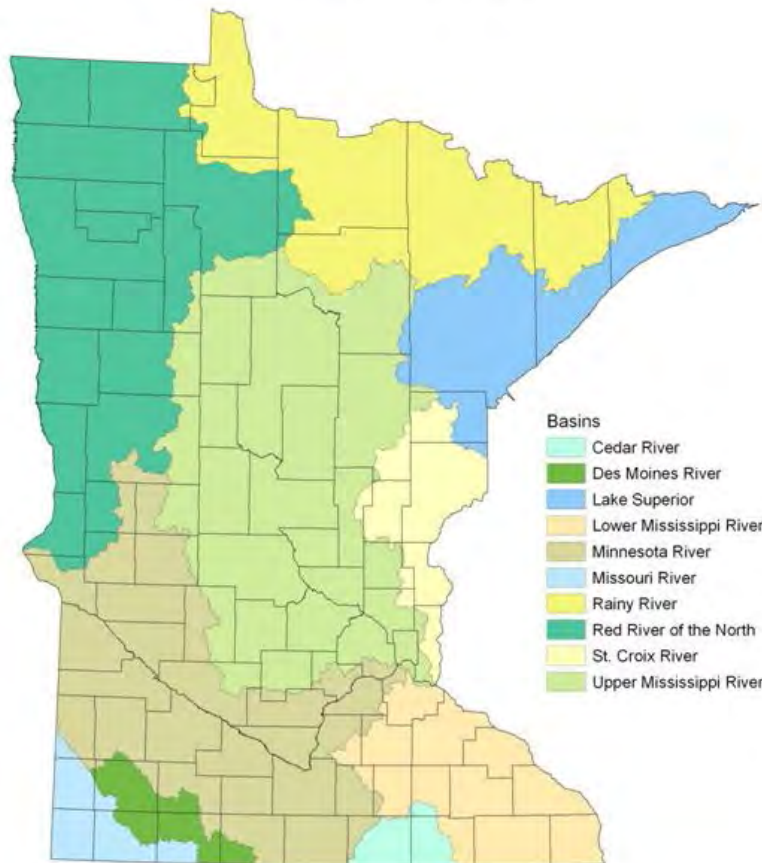 Basins
Cedar River
Des Moines River
Lake Superior
Lower Mississippi River
Minnesota River
Missouri River
Rainy River
Red River of the North
St. Croix River
Upper Mississippi River